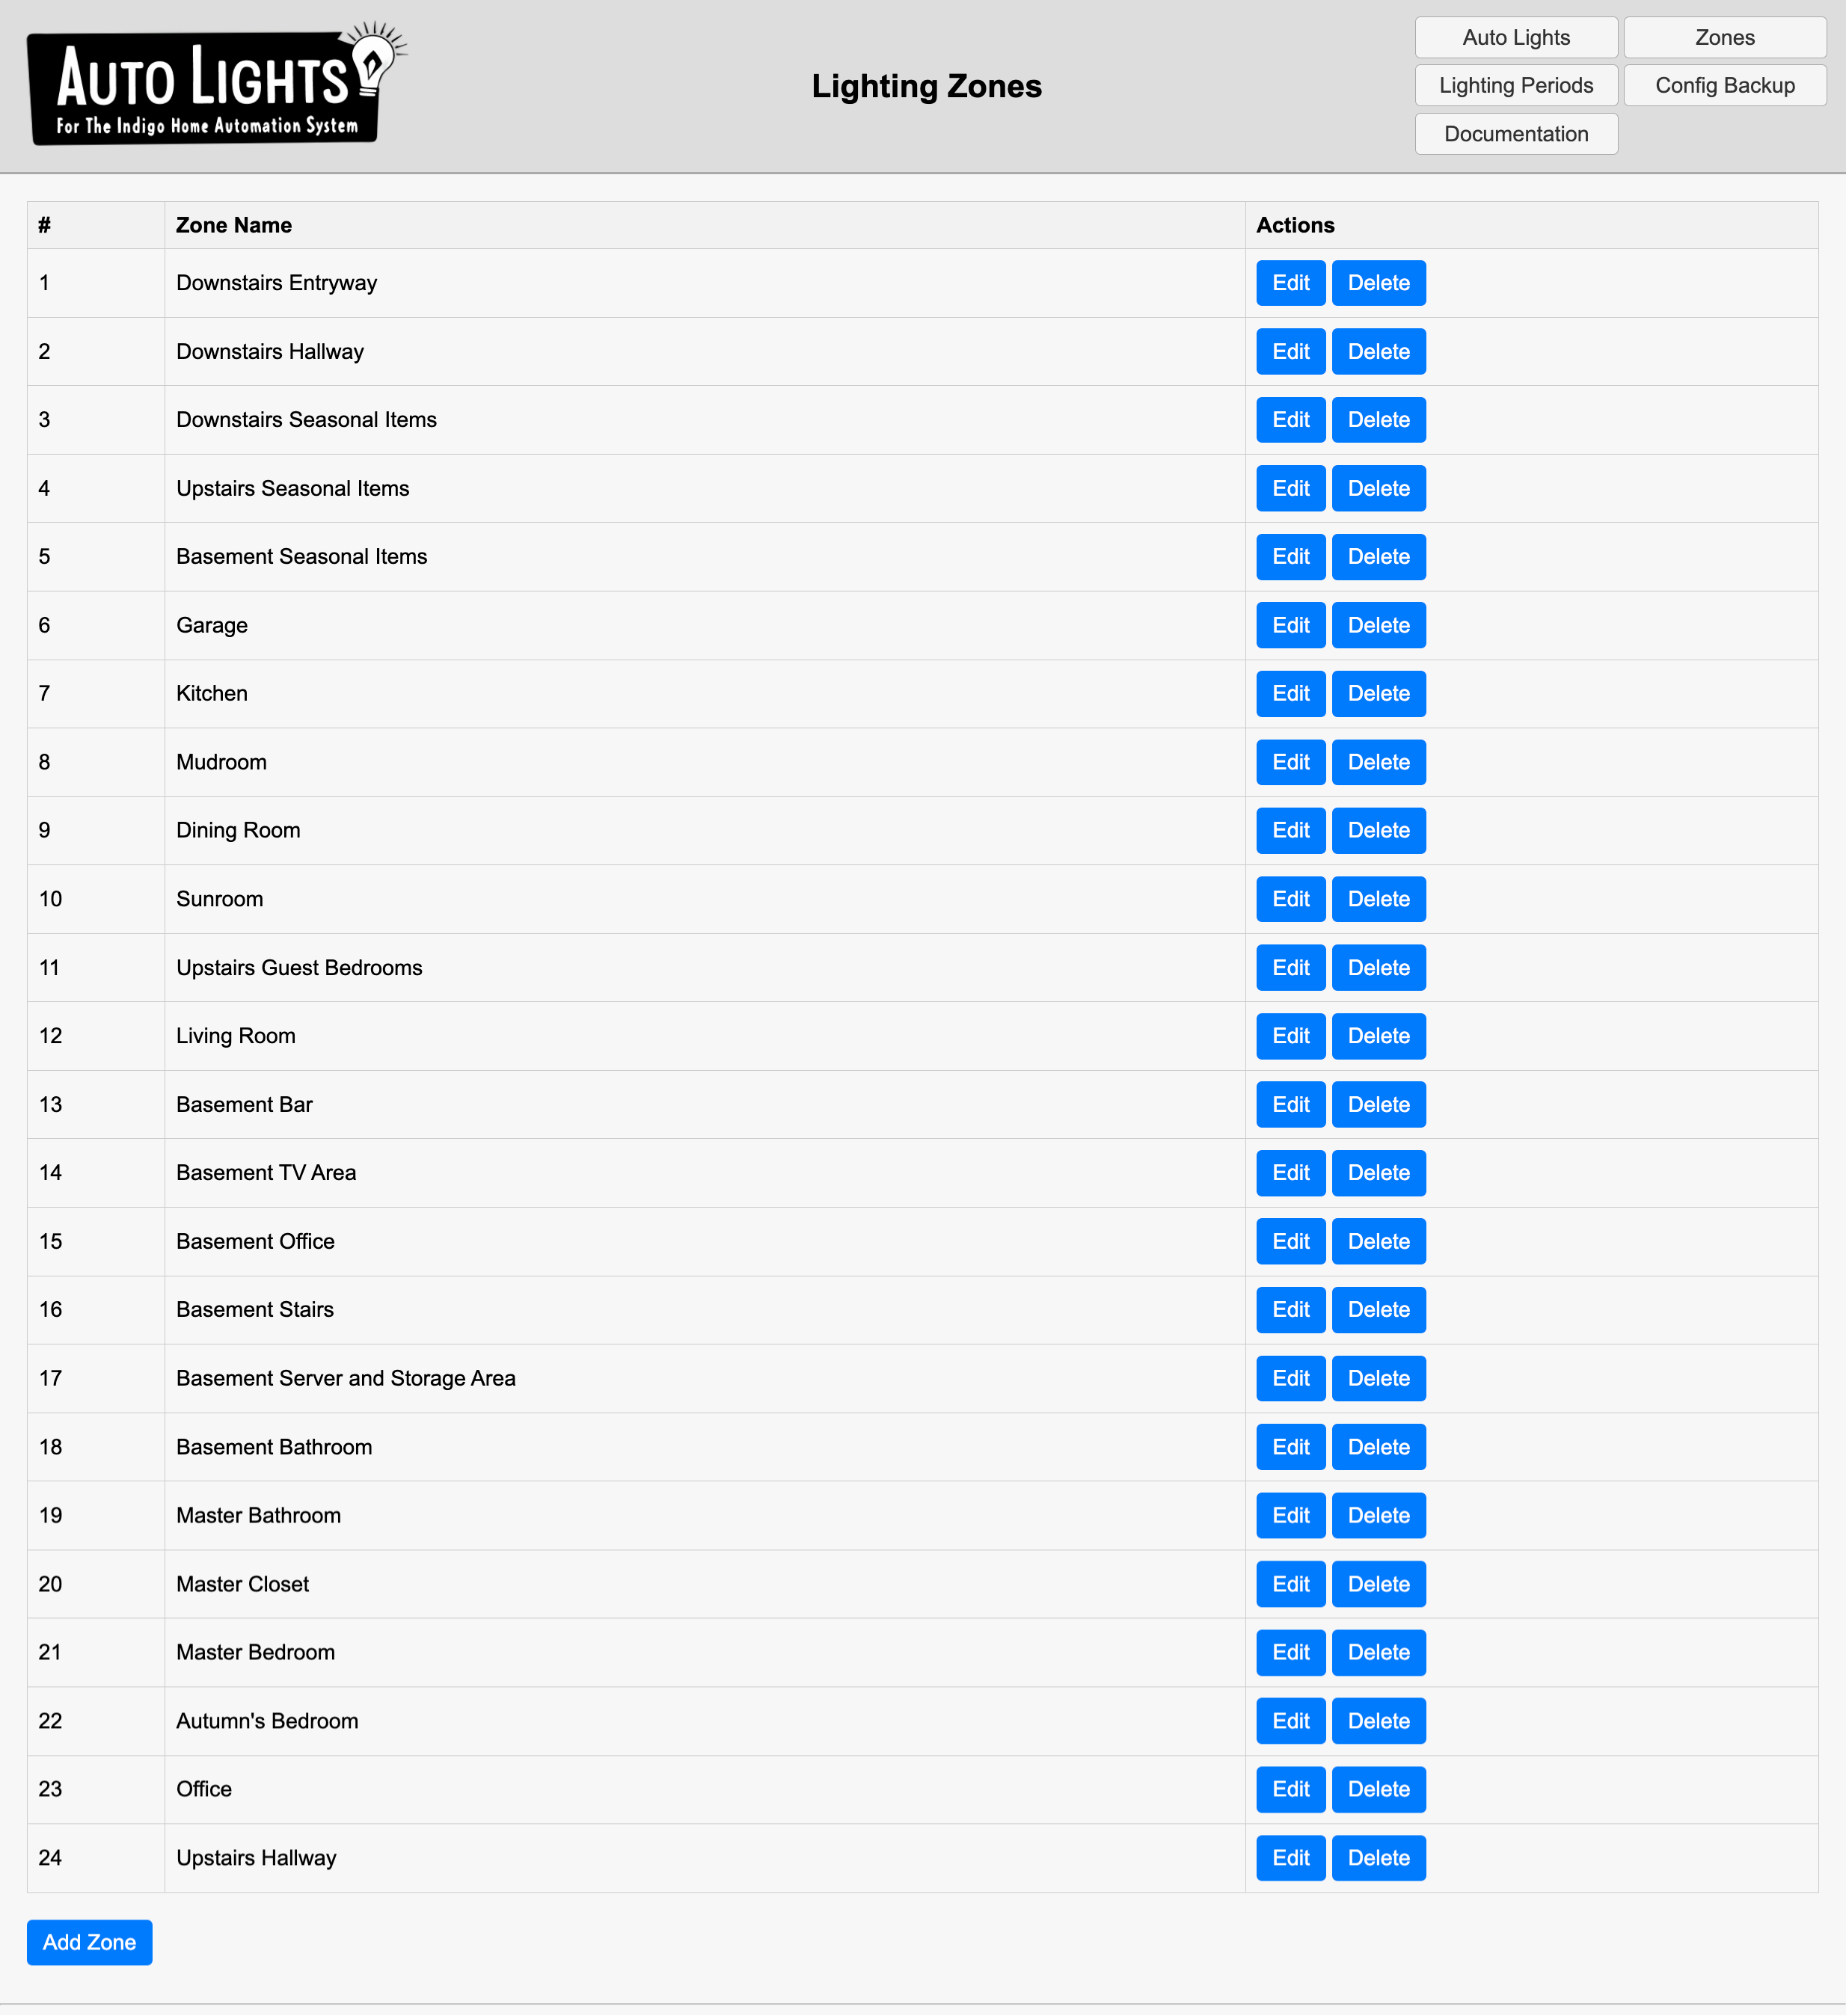 AUTO LIGHTS
For The Indigo Home Automation System
Lighting Zones
Auto Lights Zones
Lighting Periods Config Backup
Documentation
# Zone Name Actions
1 Downstairs Entryway Edit Delete
2 Downstairs Hallway Edit Delete
3 Downstairs Seasonal Items Edit Delete
4 Upstairs Seasonal Items Edit Delete
5 Basement Seasonal Items Edit Delete
6 Garage Edit Delete
7 Kitchen Edit Delete
8 Mudroom Edit Delete
9 Dining Room Edit Delete
10 Sunroom Edit Delete
11 Upstairs Guest Bedrooms Edit Delete
12 Living Room Edit Delete
13 Basement Bar Edit Delete
14 Basement TV Area Edit Delete
15 Basement Office Edit Delete
16 Basement Stairs Edit Delete
17 Basement Server and Storage Area Edit Delete
18 Basement Bathroom Edit Delete
19 Master Bathroom Edit Delete
20 Master Closet Edit Delete
21 Master Bedroom Edit Delete
22 Autumn's Bedroom Edit Delete
23 Office Edit Delete
24 Upstairs Hallway Edit Delete
Add Zone